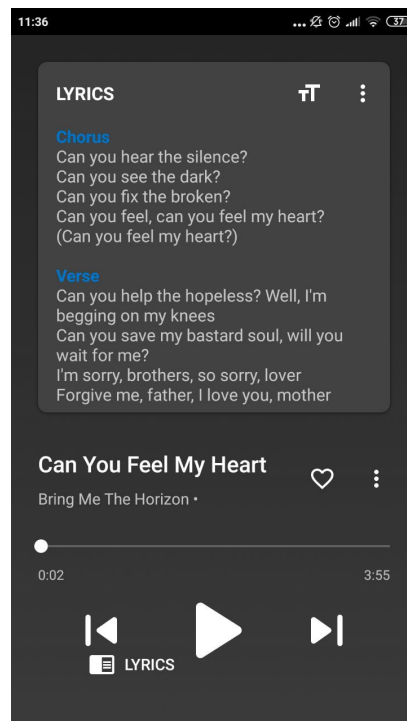 11:36
... 37
LYRICS
Chorus
Can you hear the silence?
Can you see the dark?
Can you fix the broken?
Can you feel, can you feel my heart?
(Can you feel my heart?)
Verse
Can you help the hopeless? Well, I'm
begging on my knees
Can you save my bastard soul, will you
wait for me?
I'm sorry, brothers, so sorry, lover
Forgive me, father, I love you, mother
Can You Feel My Heart
Bring Me The Horizon •
0:02
3:55
LYRICS